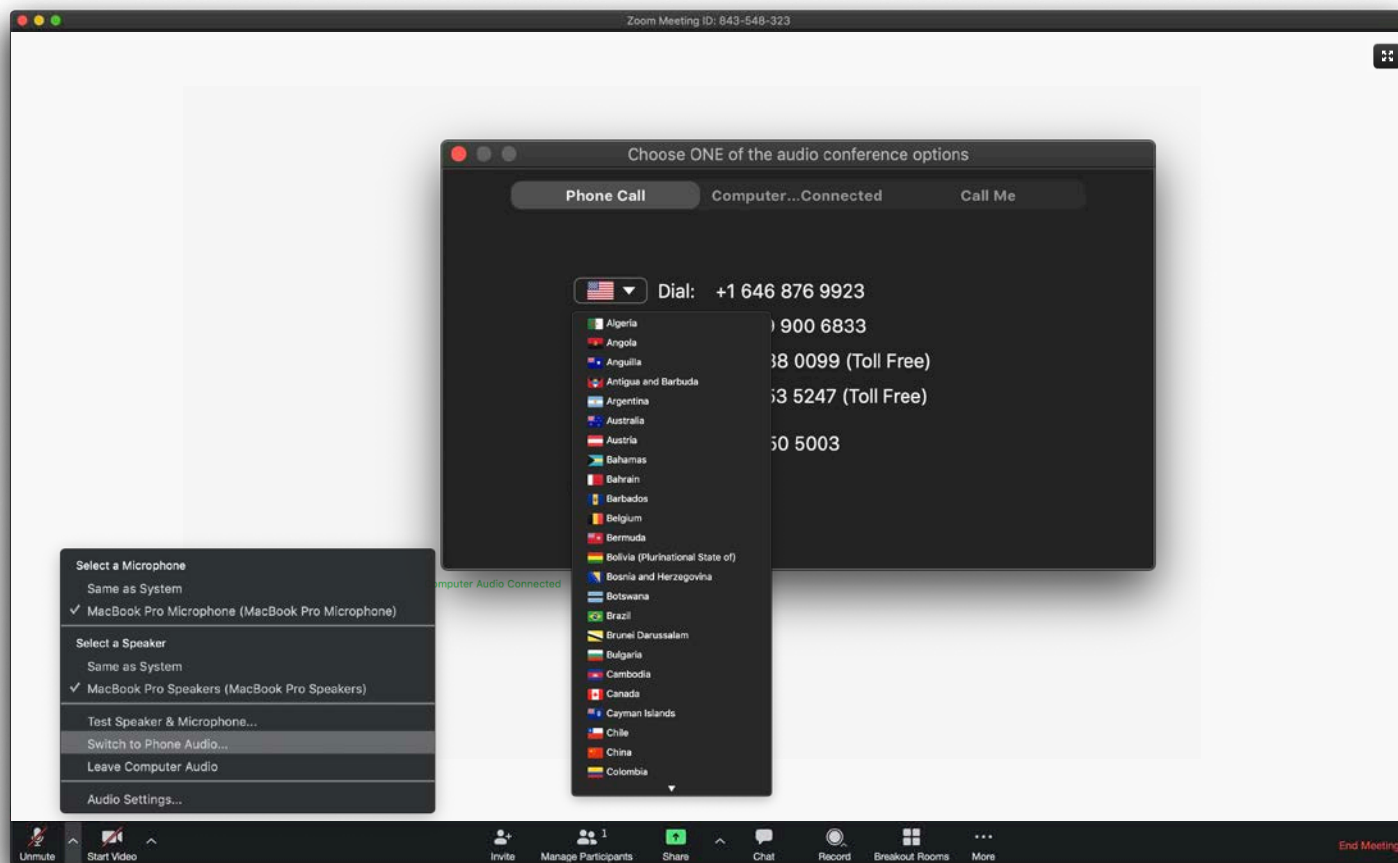 Zoom Meeting ID: 843-548-323
Choose ONE of the audio conference options
Phone Call
Computer...Connected
Call Me
Dial: +1 646 876 9923
900 6833
88 0099 (Toll Free)
53 5247 (Toll Free)
50 5003
Algeria
Angola
Anguilla
Antigua and Barbuda
Argentina
Australia
Austria
Bahamas
Bahrain
Barbados
Belgium
Bermuda
Bolivia (Plurinational State of)
Bosnia and Herzegovina
Botswana
Brazil
Brunei Darussalam
Bulgaria
Cambodia
Canada
Cayman Islands
Chile
China
Colombia
mputer Audio Connected
Select a Microphone
Same as System
✓ MacBook Pro Microphone (MacBook Pro Microphone)
Select a Speaker
Same as System
✓ MacBook Pro Speakers (MacBook Pro Speakers)
Test Speaker & Microphone...
Switch to Phone Audio...
Leave Computer Audio
Audio Settings...
Unmute
Start Video
Invite
Manage Participants
1
Share
Chat
Record
Breakout Rooms
More
End Meeting